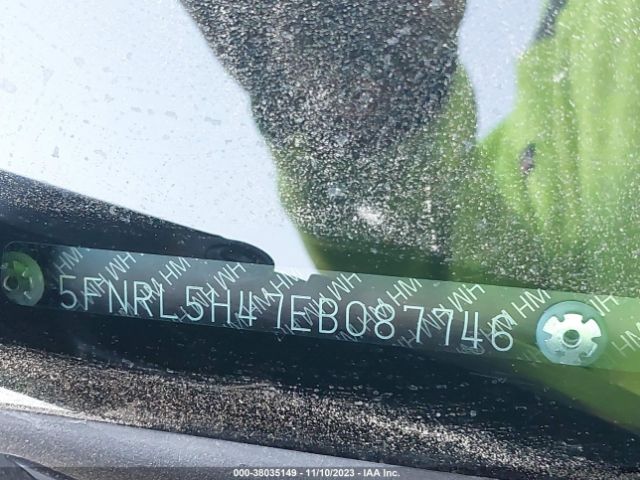 5FNRL5H47EB087746
000-38035149 - 11/10/2023 - IAA Inc.